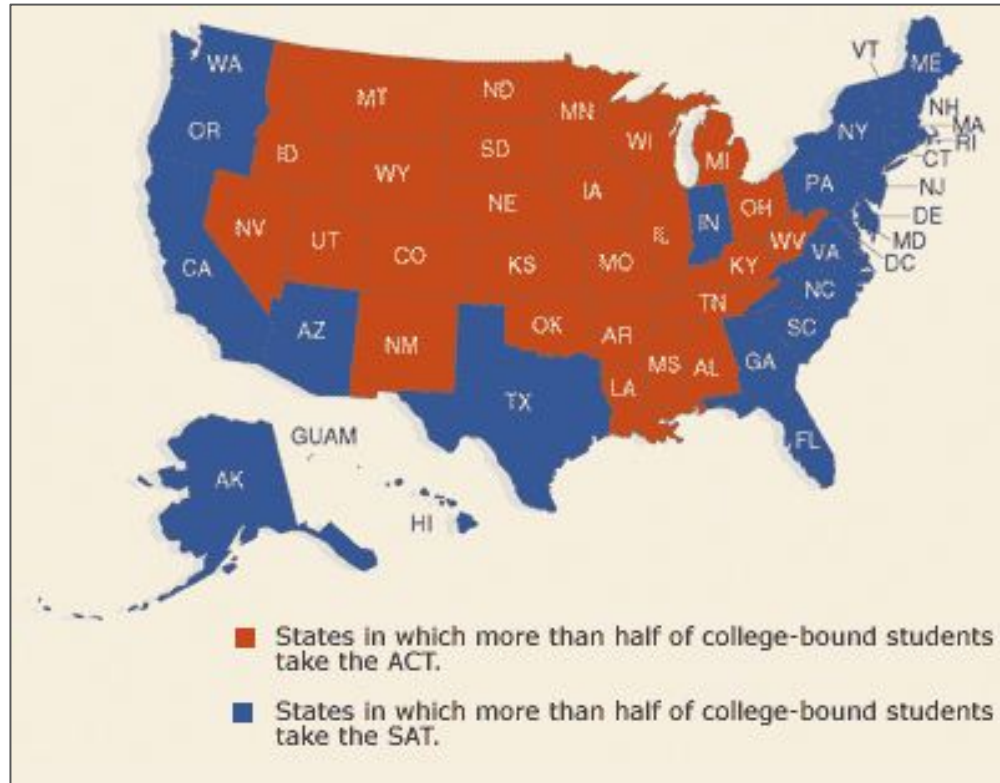 VT
WA
ME
MT
ND
MN
NH
OR
NY
MA
WI
RI
ID
SD
MI
CT
WY
PA
NJ
IA
NE
OH
DE
NV
IN
UT
IL
WV
MD
CO
VA
DC
KS
MO
KY
CA
NC
TN
AZ
OK
SC
NM
AR
GA
MS
AL
LA
TX
GUAM
FL
AK
HI
States in which more than half of college-bound students
take the ACT.
States in which more than half of college-bound students
take the SAT.